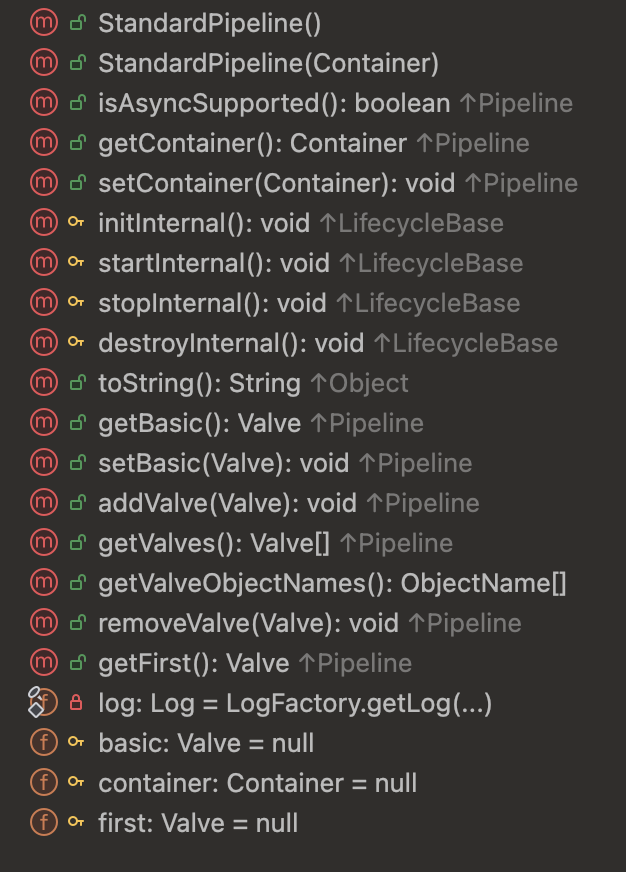 StandardPipeline()
StandardPipeline(Container)
isAsyncSupported(): boolean ↑Pipeline
getContainer(): Container ↑Pipeline
setContainer(Container): void ↑Pipeline
initInternal(): void ↑LifecycleBase
startInternal(): void ↑LifecycleBase
stopInternal(): void ↑LifecycleBase
destroyInternal(): void ↑LifecycleBase
toString(): String ↑Object
getBasic(): Valve ↑Pipeline
setBasic(Valve): void ↑Pipeline
addValve(Valve): void ↑Pipeline
getValves(): Valve[] ↑Pipeline
getValveObjectNames(): ObjectName[]
removeValve(Valve): void ↑Pipeline
getFirst(): Valve ↑Pipeline
log: Log = LogFactory.getLog(...)
basic: Valve = null
container: Container = null
first: Valve = null